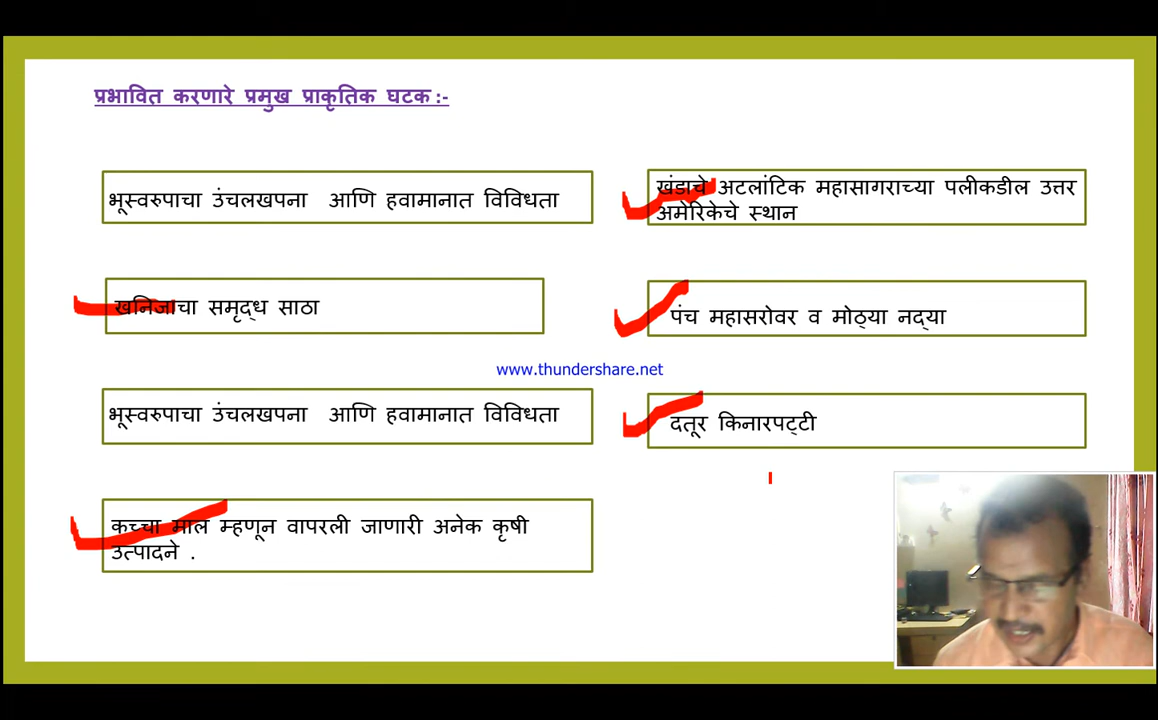 प्रभावित करणारे प्रमुख प्राकृतिक घटक :-
भूस्वरुपाचा उंचलखपना आणि हवामानात विविधता
खंडाचे अटलांटिक महासागराच्या पलीकडील उत्तर
अमेरिकेचे स्थान
खनिजाचा समृद्ध साठा
पंच महासरोवर व मोठ्या नद्या
www.thundershare.net
भूस्वरुपाचा उंचलखपना आणि हवामानात विविधता
दतूर किनारपट्टी
कच्चा माल म्हणून वापरली जाणारी अनेक कृषी
उत्पादने .